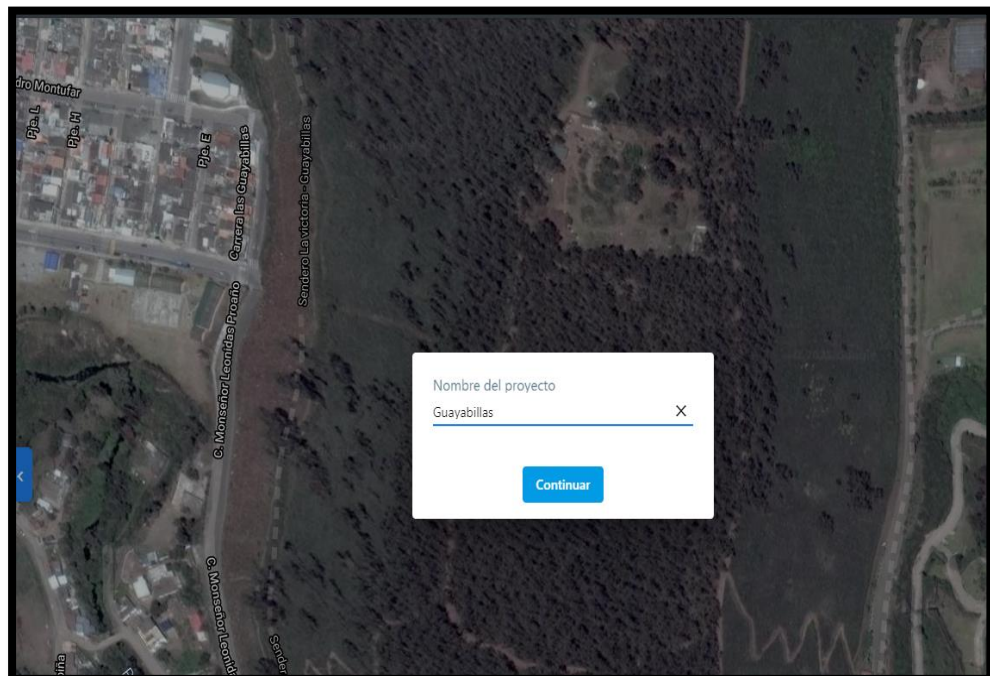 dro Montufar
Pje. L
Pje. H
Pje. E
Carrera las Guayabillas
Sendero La victoria - Guayabillas
C. Monseñor Leonidas Proaño
Nombre del proyecto
Guayabillas X
Continuar
C. Monseñor Leonid
Sender